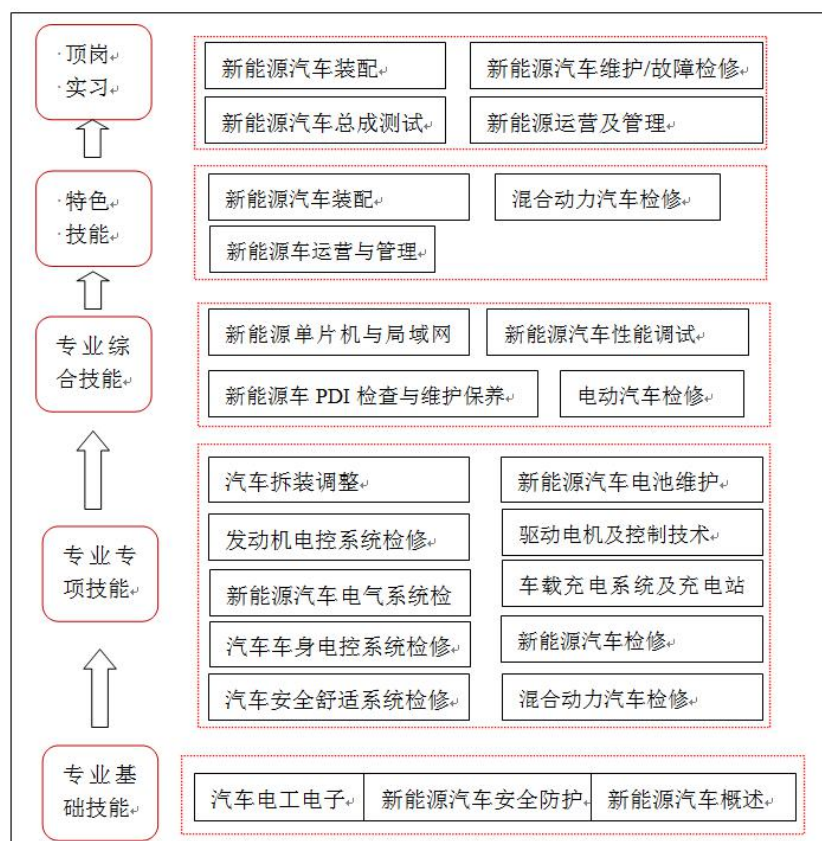 ·顶岗
·实习
新能源汽车装配
新能源汽车维护/故障检修
新能源汽车总成测试
新能源运营及管理
·特色
·技能
新能源汽车装配
混合动力汽车检修
新能源车运营与管理
专业综
合技能
新能源单片机与局域网
新能源汽车性能调试
新能源车 PDI 检查与维护保养
电动汽车检修
专业专
项技能
汽车拆装调整
新能源汽车电池维护
发动机电控系统检修
驱动电机及控制技术
新能源汽车电气系统检
车载充电系统及充电站
汽车车身电控系统检修
新能源汽车检修
汽车安全舒适系统检修
混合动力汽车检修
专业基
础技能
汽车电工电子
新能源汽车安全防护
新能源汽车概述